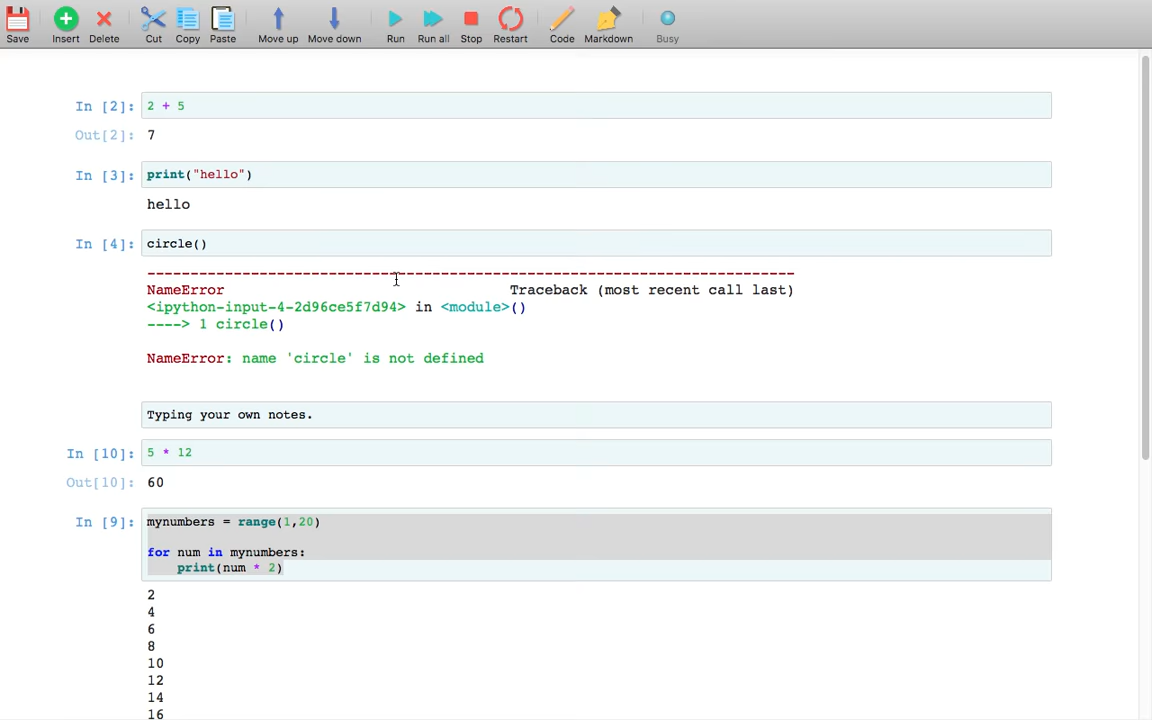 Save Insert Delete Cut Copy Paste Move up Move down Run Run all Stop Restart Code Markdown Busy
In [2]: 2 + 5
Out[2]: 7
In [3]: print("hello")
hello
In [4]: circle()
---------------------------------------------------------------------------
NameError                                 Traceback (most recent call last)
<ipython-input-4-2d96ce5f7d94> in <module>()
----> 1 circle()
NameError: name 'circle' is not defined
Typing your own notes.
In [10]: 5 * 12
Out[10]: 60
In [9]: mynumbers = range(1,20)
for num in mynumbers:
    print(num * 2)
2
4
6
8
10
12
14
16